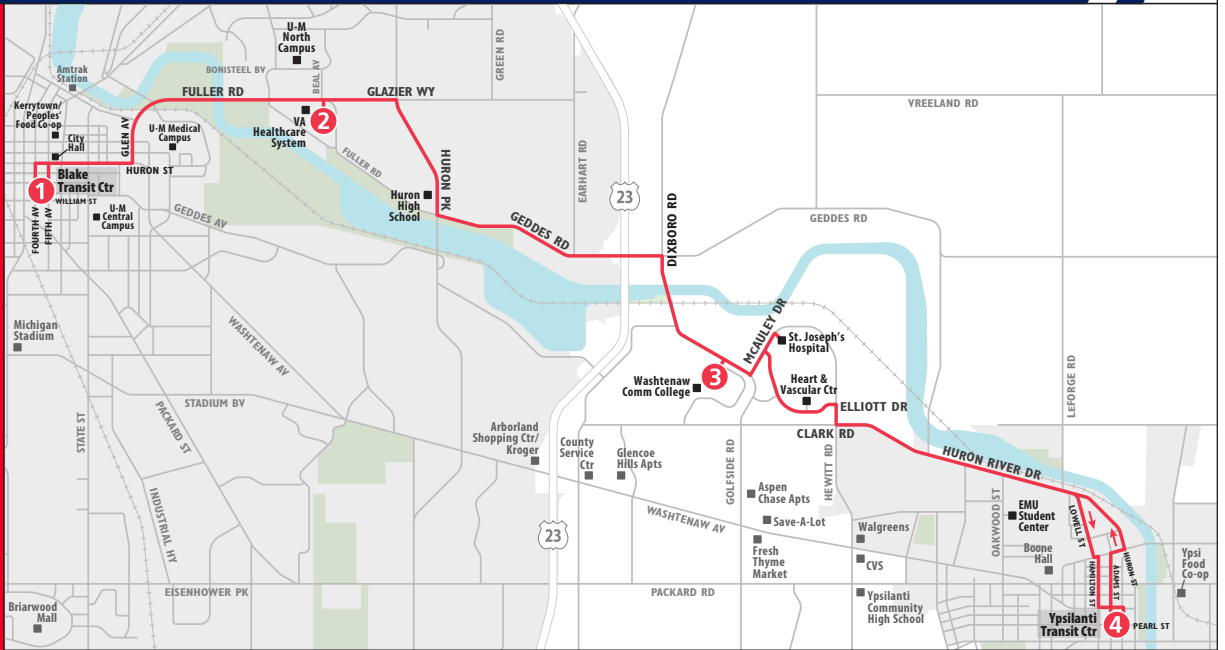 U-M
North
Campus
GREEN RD
BONISTEEL BV
BEAL AV
Amtrak
Station
FULLER RD
GLAZIER WY
VREELAND RD
Kerrytown/
Peoples'
Food Co-op
GLEN AV
U-M Medical
Campus
VA
Healthcare
System
2
City
Hall
FULLER RD
HURON PK
EARHART RD
HURON ST
Blake
Transit Ctr
1
WILLIAM ST
Huron
High
School
23
DIXBORO RD
U-M
Central
Campus
GEDDES AV
GEDDES RD
GEDDES RD
FOURTH AV
FIFTH AV
Michigan
Stadium
WASHTENAW AV
MCAULEY DR
St. Joseph's
Hospital
3
Washtenaw
Comm College
Heart &
Vascular Ctr
LEFORGE RD
STADIUM BV
ELLIOTT DR
STATE ST
PACKARD ST
CLARK RD
Arborland
Shopping Ctr/
Kroger
County
Service
Ctr
Glencoe
Hills Apts
GOLFSIDE RD
HEWITT RD
HURON RIVER DR
INDUSTRIAL HY
Aspen
Chase Apts
Save-A-Lot
WASHTENAW AV
OAKWOOD ST
EMU
Student
Center
LOWELL ST
23
Fresh
Thyme
Market
Walgreens
CVS
Boone
Hall
HURON ST
Ypsi
Food
Co-op
HAMILTON ST
ADAMS ST
EISENHOWER PK
PACKARD RD
Ypsilanti
Community
High School
Briarwood
Mall
Ypsilanti
Transit Ctr
4
PEARL ST